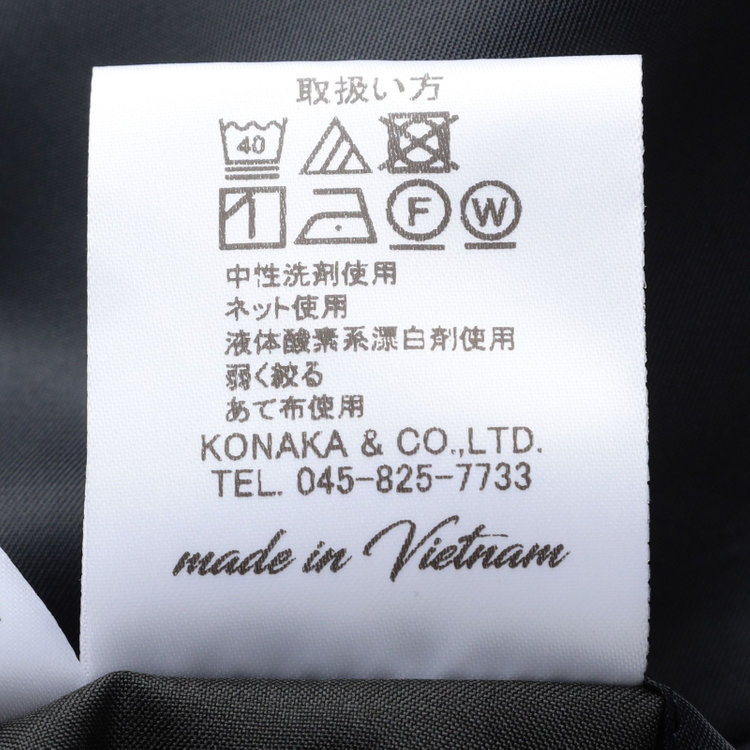 取扱い方
40
F W
中性洗剤使用
ネット使用
液体酸素系漂白剤使用
弱く絞る
あて布使用
KONAKA & CO.,LTD.
TEL. 045-825-7733
made in Vietnam